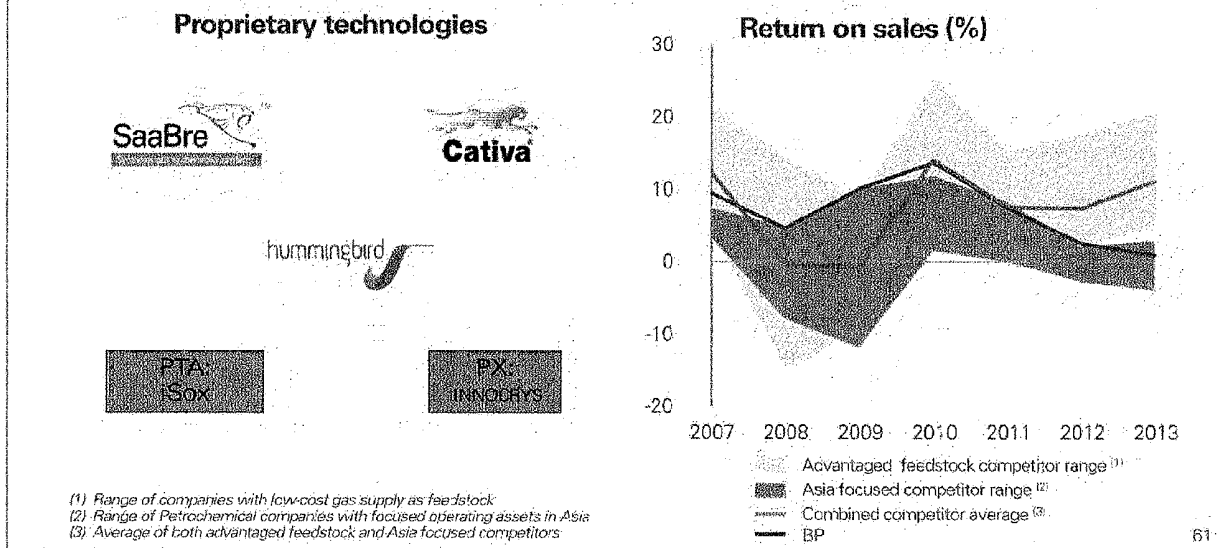 Proprietary technologies
SaaBre
Cativa
hummingbird
PTA:
iSox
PX:
INNOCRYS
(1) Range of companies with low-cost gas supply as feedstock
(2) Range of Petrochemical companies with focused operating assets in Asia
(3) Average of both advantaged feedstock and Asia focused competitors
Return on sales (%)
30
20
10
0
-10
-20
2007 2008 2009 2010 2011 2012 2013
Advantaged feedstock competitor range (1)
Asia focused competitor range (2)
Combined competitor average (3)
BP
61